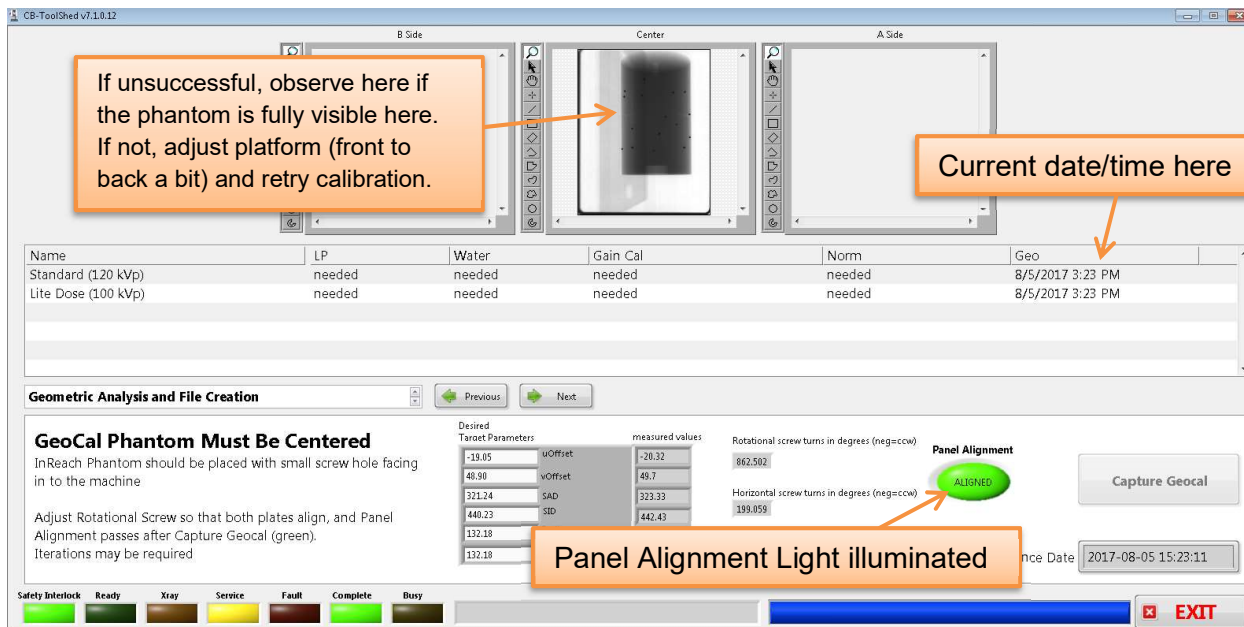 CB-ToolShed v7.1.0.12
B Side
Center
A Side
If unsuccessful, observe here if
the phantom is fully visible here.
If not, adjust platform (front to
back a bit) and retry calibration.
Current date/time here
Name LP Water Gain Cal Norm Geo
Standard (120 kVp) needed needed needed needed 8/5/2017 3:23 PM
Lite Dose (100 kVp) needed needed needed needed 8/5/2017 3:23 PM
Geometric Analysis and File Creation
Previous
Next
GeoCal Phantom Must Be Centered
InReach Phantom should be placed with small screw hole facing
in to the machine
Adjust Rotational Screw so that both plates align, and Panel
Alignment passes after Capture Geocal (green).
Iterations may be required
Desired
Target Parameters
measured values
-19.05 uOffset -20.32
48.90 vOffset 49.7
321.24 SAD 323.33
440.23 SID 442.43
132.18
132.18
Rotational screw turns in degrees (neg=ccw)
862.502
Horizontal screw turns in degrees (neg=ccw)
199.059
Panel Alignment
ALIGNED
Capture Geocal
Panel Alignment Light illuminated
nce Date 2017-08-05 15:23:11
Safety Interlock Ready Xray Service Fault Complete Busy
EXIT